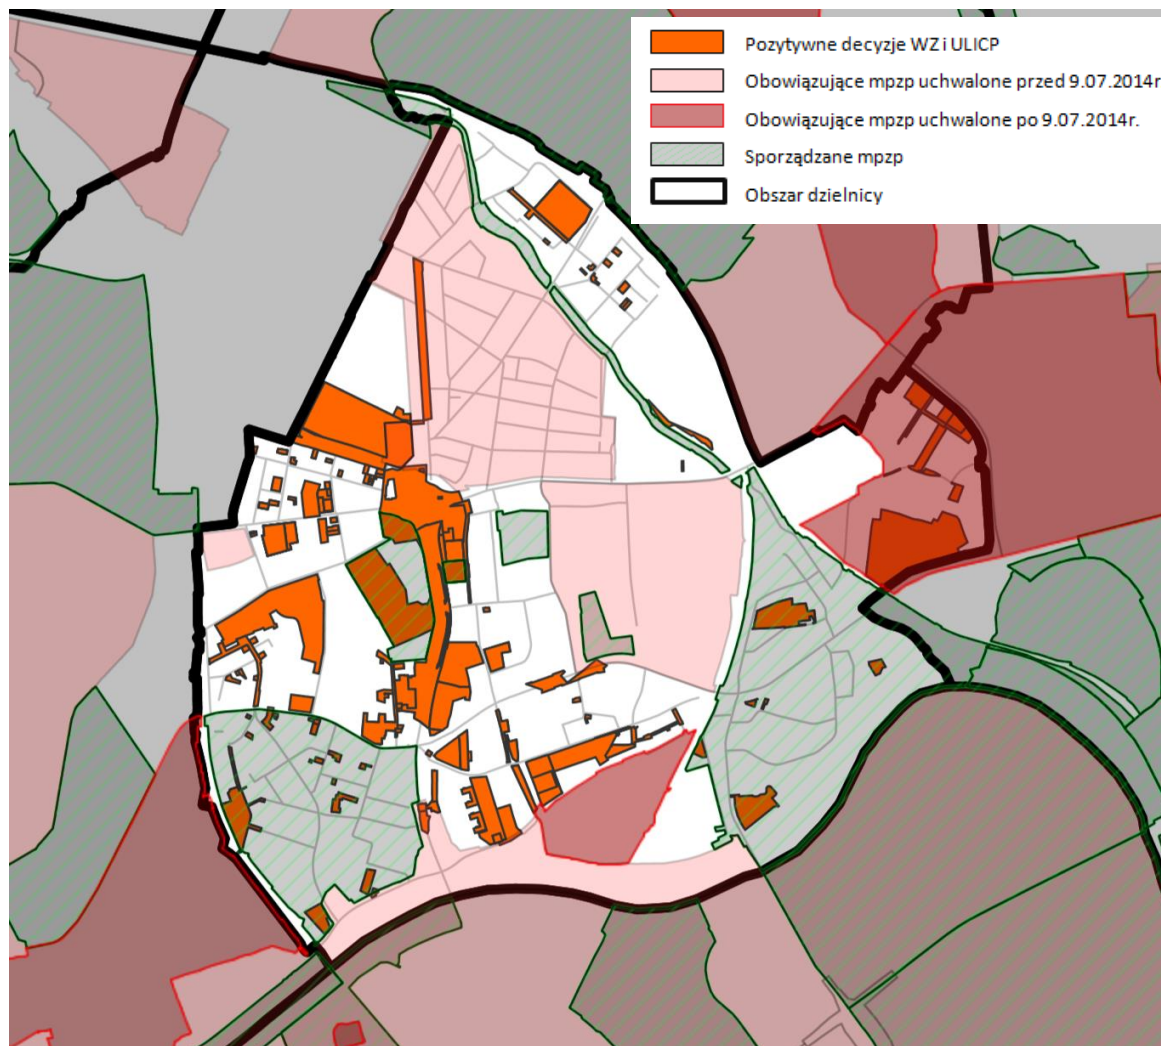 Pozytywne decyzje WZ i ULICP
Obowiązujące mpzp uchwalone przed 9.07.2014r
Obowiązujące mpzp uchwalone po 9.07.2014r.
Sporządzane mpzp
Obszar dzielnicy